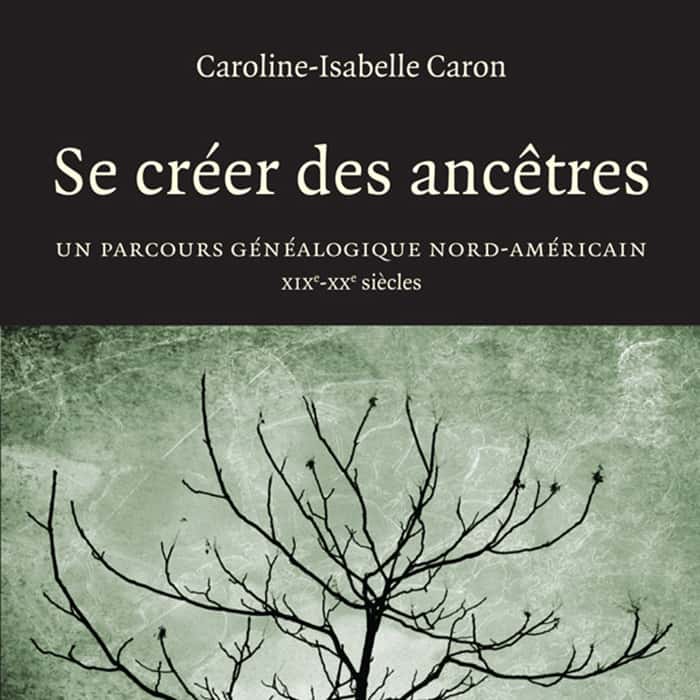 Caroline-Isabelle Caron
Se créer des ancêtres
UN PARCOURS GÉNÉALOGIQUE NORD-AMÉRICAIN
XIXe-XXe siècles